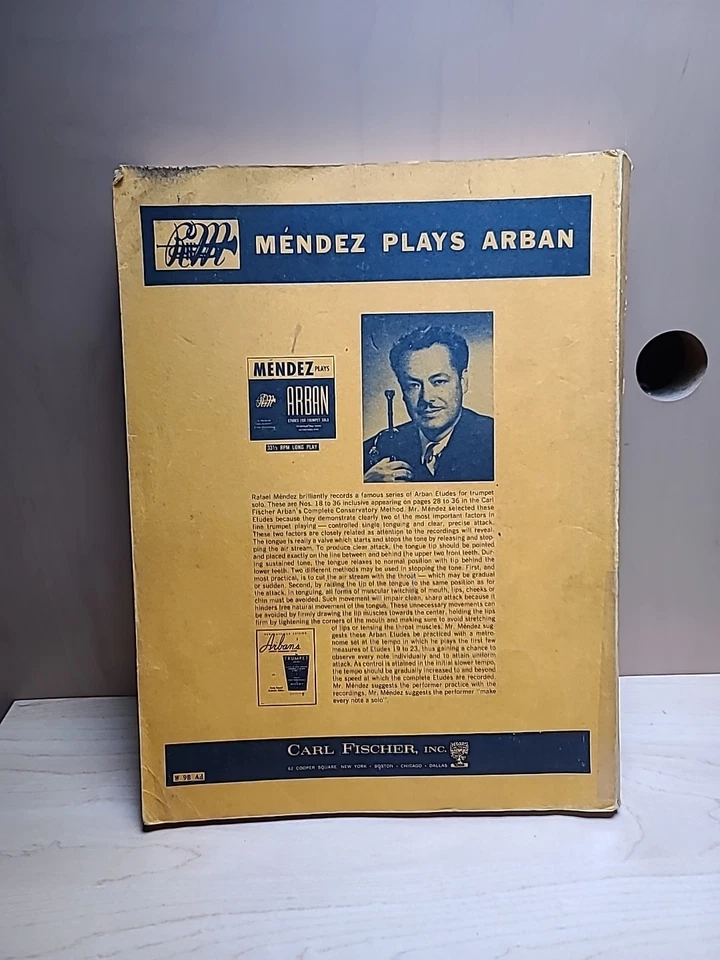 MÉNDEZ PLAYS ARBAN
MÉNDEZ PLAYS
ARBAN
ETUDES FOR TRUMPET SOLO
33⅓ RPM LONG PLAY
Rafael Méndez brilliantly records a famous series of Arban Etudes for trumpet
solo. These are Nos. 18 to 36 inclusive appearing on pages 28 to 36 in the Carl
Fischer Arban's Complete Conservatory Method. Mr. Méndez selected these
Etudes because they demonstrate clearly two of the most important factors in
fine trumpet playing — controlled single tonguing and clear, precise attack.
These two factors are closely related as attention to the recordings will reveal.
The tongue is really a valve which starts and stops the tone by releasing and stop-
ping the air stream. To produce clear attack, the tongue tip should be pointed
and placed exactly on the line between and behind the upper two front teeth. Dur-
ing sustained tone, the tongue relaxes to normal position with tip behind the
lower teeth. Two different methods may be used in stopping the tone. First, and
most practical, is to cut the air stream with the throat — which may be gradual
or sudden. Second, by raising the tip of the tongue to the same position as for
the attack. In tonguing, all forms of muscular twitching of mouth, lips, cheeks or
chin must be avoided. Such movement will impair clean, sharp attack because it
hinders free natural movement of the tongue. These unnecessary movements can
be avoided by firmly drawing the lip muscles towards the center, holding the lips
firm by tightening the corners of the mouth and making sure to avoid stretching
of lips or tensing the throat muscles. Mr. Méndez sug-
gests these Arban Etudes be practiced with a metro-
nome set at the tempo in which he plays the first few
measures of Etudes 19 to 23, thus gaining a chance to
observe every note individually and to attain uniform
attack. As control is attained in the initial slower tempo,
the tempo should be gradually increased to and beyond
the speed at which the complete Etudes are recorded.
Mr. Méndez suggests the performer practice with the
recordings. Mr. Méndez suggests the performer "make
every note a solo".
Arban's
TRUMPET
CARL FISCHER, INC.
62 COOPER SQUARE NEW YORK • BOSTON • CHICAGO • DALLAS
W 98 Ad